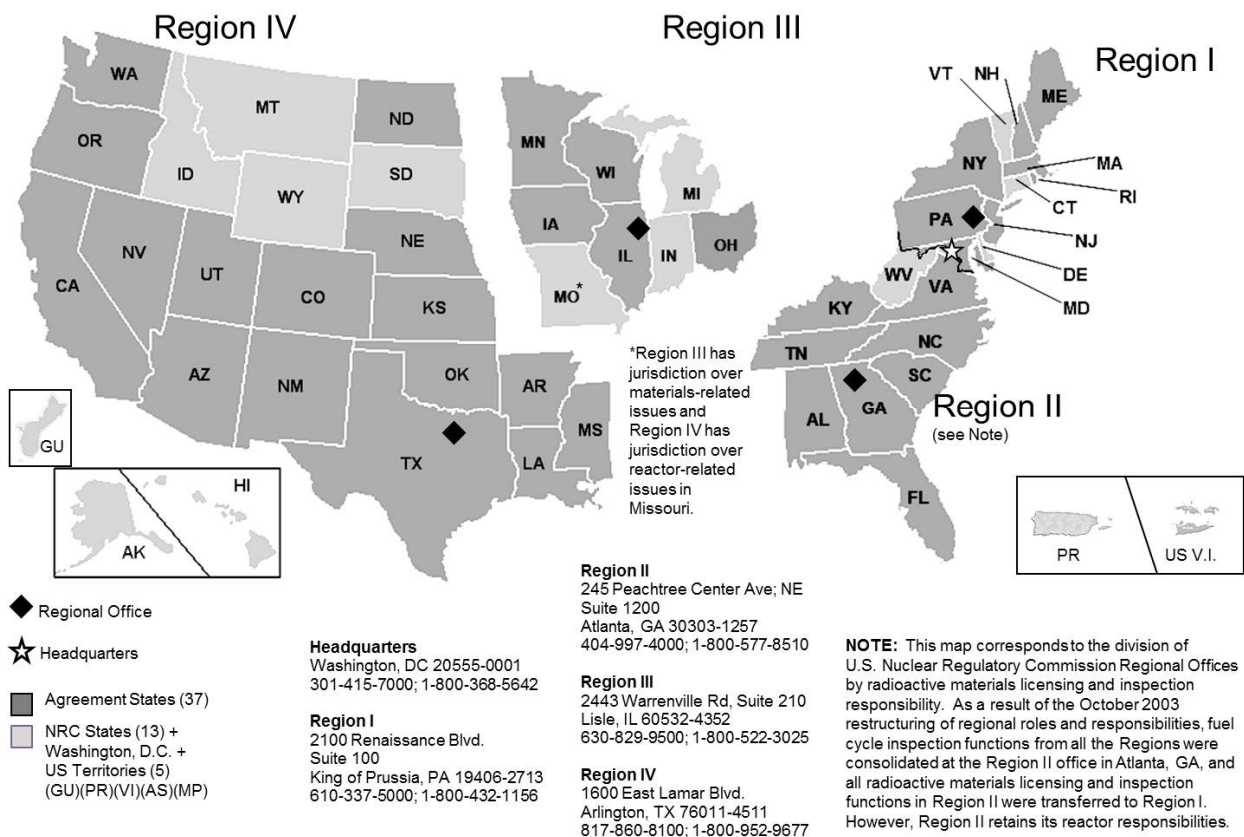 Region IV
Region III
Region I
WA
MT
ND
OR
ID
SD
WY
NE
NV
UT
CA
CO
KS
AZ
NM
OK
TX
AR
LA
MS
GU
AK
HI
MN
WI
MI
IA
IL
IN
OH
MO*
*Region III has
jurisdiction over
materials-related
issues and
Region IV has
jurisdiction over
reactor-related
issues in
Missouri.
VT
NH
ME
NY
MA
RI
CT
PA
NJ
DE
MD
WV
VA
KY
TN
NC
SC
AL
GA
FL
Region II
(see Note)
PR
US V.I.
Regional Office
Headquarters
Agreement States (37)
NRC States (13) +
Washington, D.C. +
US Territories (5)
(GU)(PR)(VI)(AS)(MP)
Headquarters
Washington, DC 20555-0001
301-415-7000; 1-800-368-5642
Region I
2100 Renaissance Blvd.
Suite 100
King of Prussia, PA 19406-2713
610-337-5000; 1-800-432-1156
Region II
245 Peachtree Center Ave; NE
Suite 1200
Atlanta, GA 30303-1257
404-997-4000; 1-800-577-8510
Region III
2443 Warrenville Rd, Suite 210
Lisle, IL 60532-4352
630-829-9500; 1-800-522-3025
Region IV
1600 East Lamar Blvd.
Arlington, TX 76011-4511
817-860-8100; 1-800-952-9677
NOTE: This map corresponds to the division of
U.S. Nuclear Regulatory Commission Regional Offices
by radioactive materials licensing and inspection
responsibility. As a result of the October 2003
restructuring of regional roles and responsibilities, fuel
cycle inspection functions from all the Regions were
consolidated at the Region II office in Atlanta, GA, and
all radioactive materials licensing and inspection
functions in Region II were transferred to Region I.
However, Region II retains its reactor responsibilities.